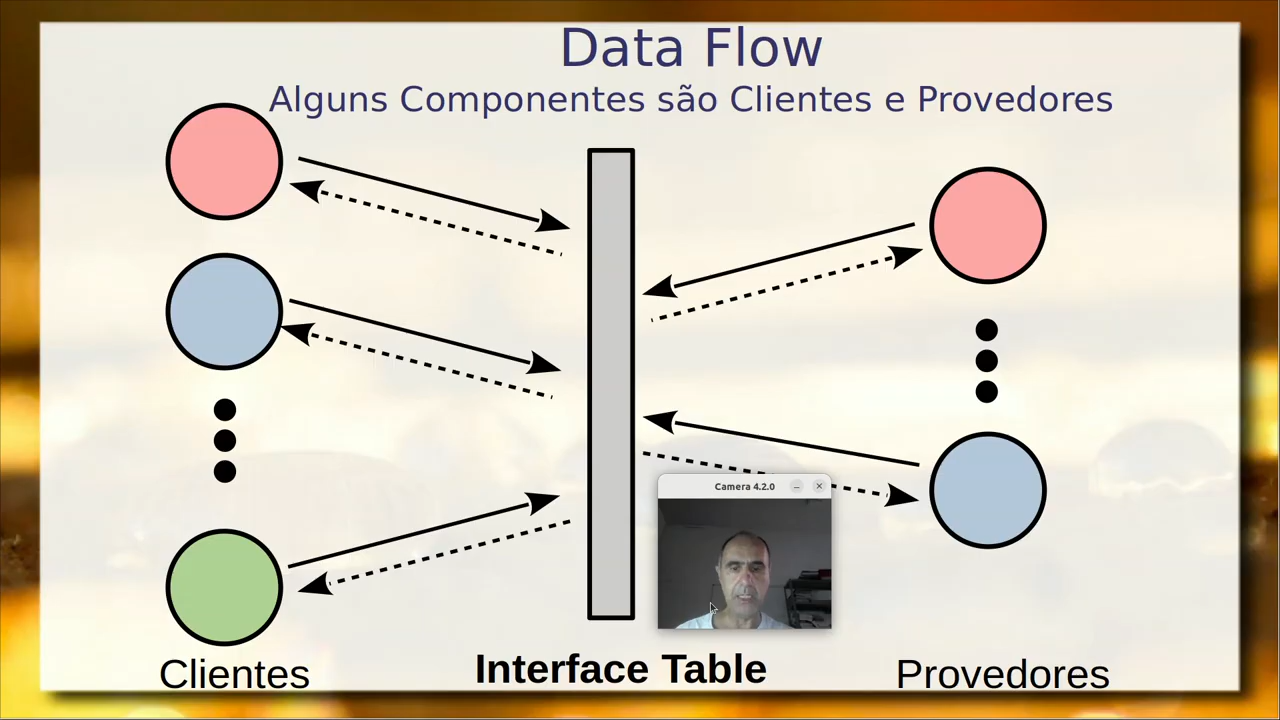 Data Flow
Alguns Componentes são Clientes e Provedores
Camera 4.2.0
Clientes
Interface Table
Provedores